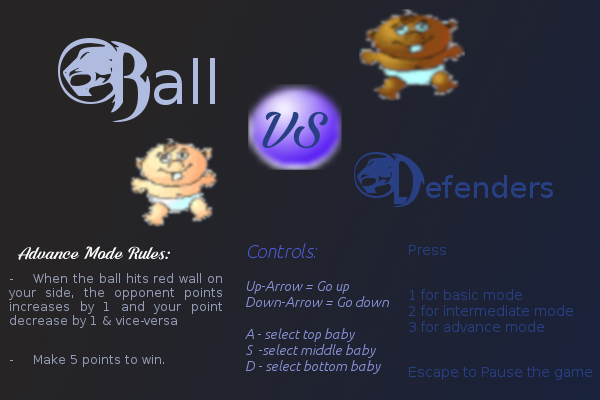 Ball
VS
Defenders
Advance Mode Rules:
- When the ball hits red wall on
your side, the opponent points
increases by 1 and your point
decrease by 1 & vice-versa
- Make 5 points to win.
Controls:
Up-Arrow = Go up
Down-Arrow = Go down
A - select top baby
S -select middle baby
D - select bottom baby
Press
1 for basic mode
2 for intermediate mode
3 for advance mode
Escape to Pause the game